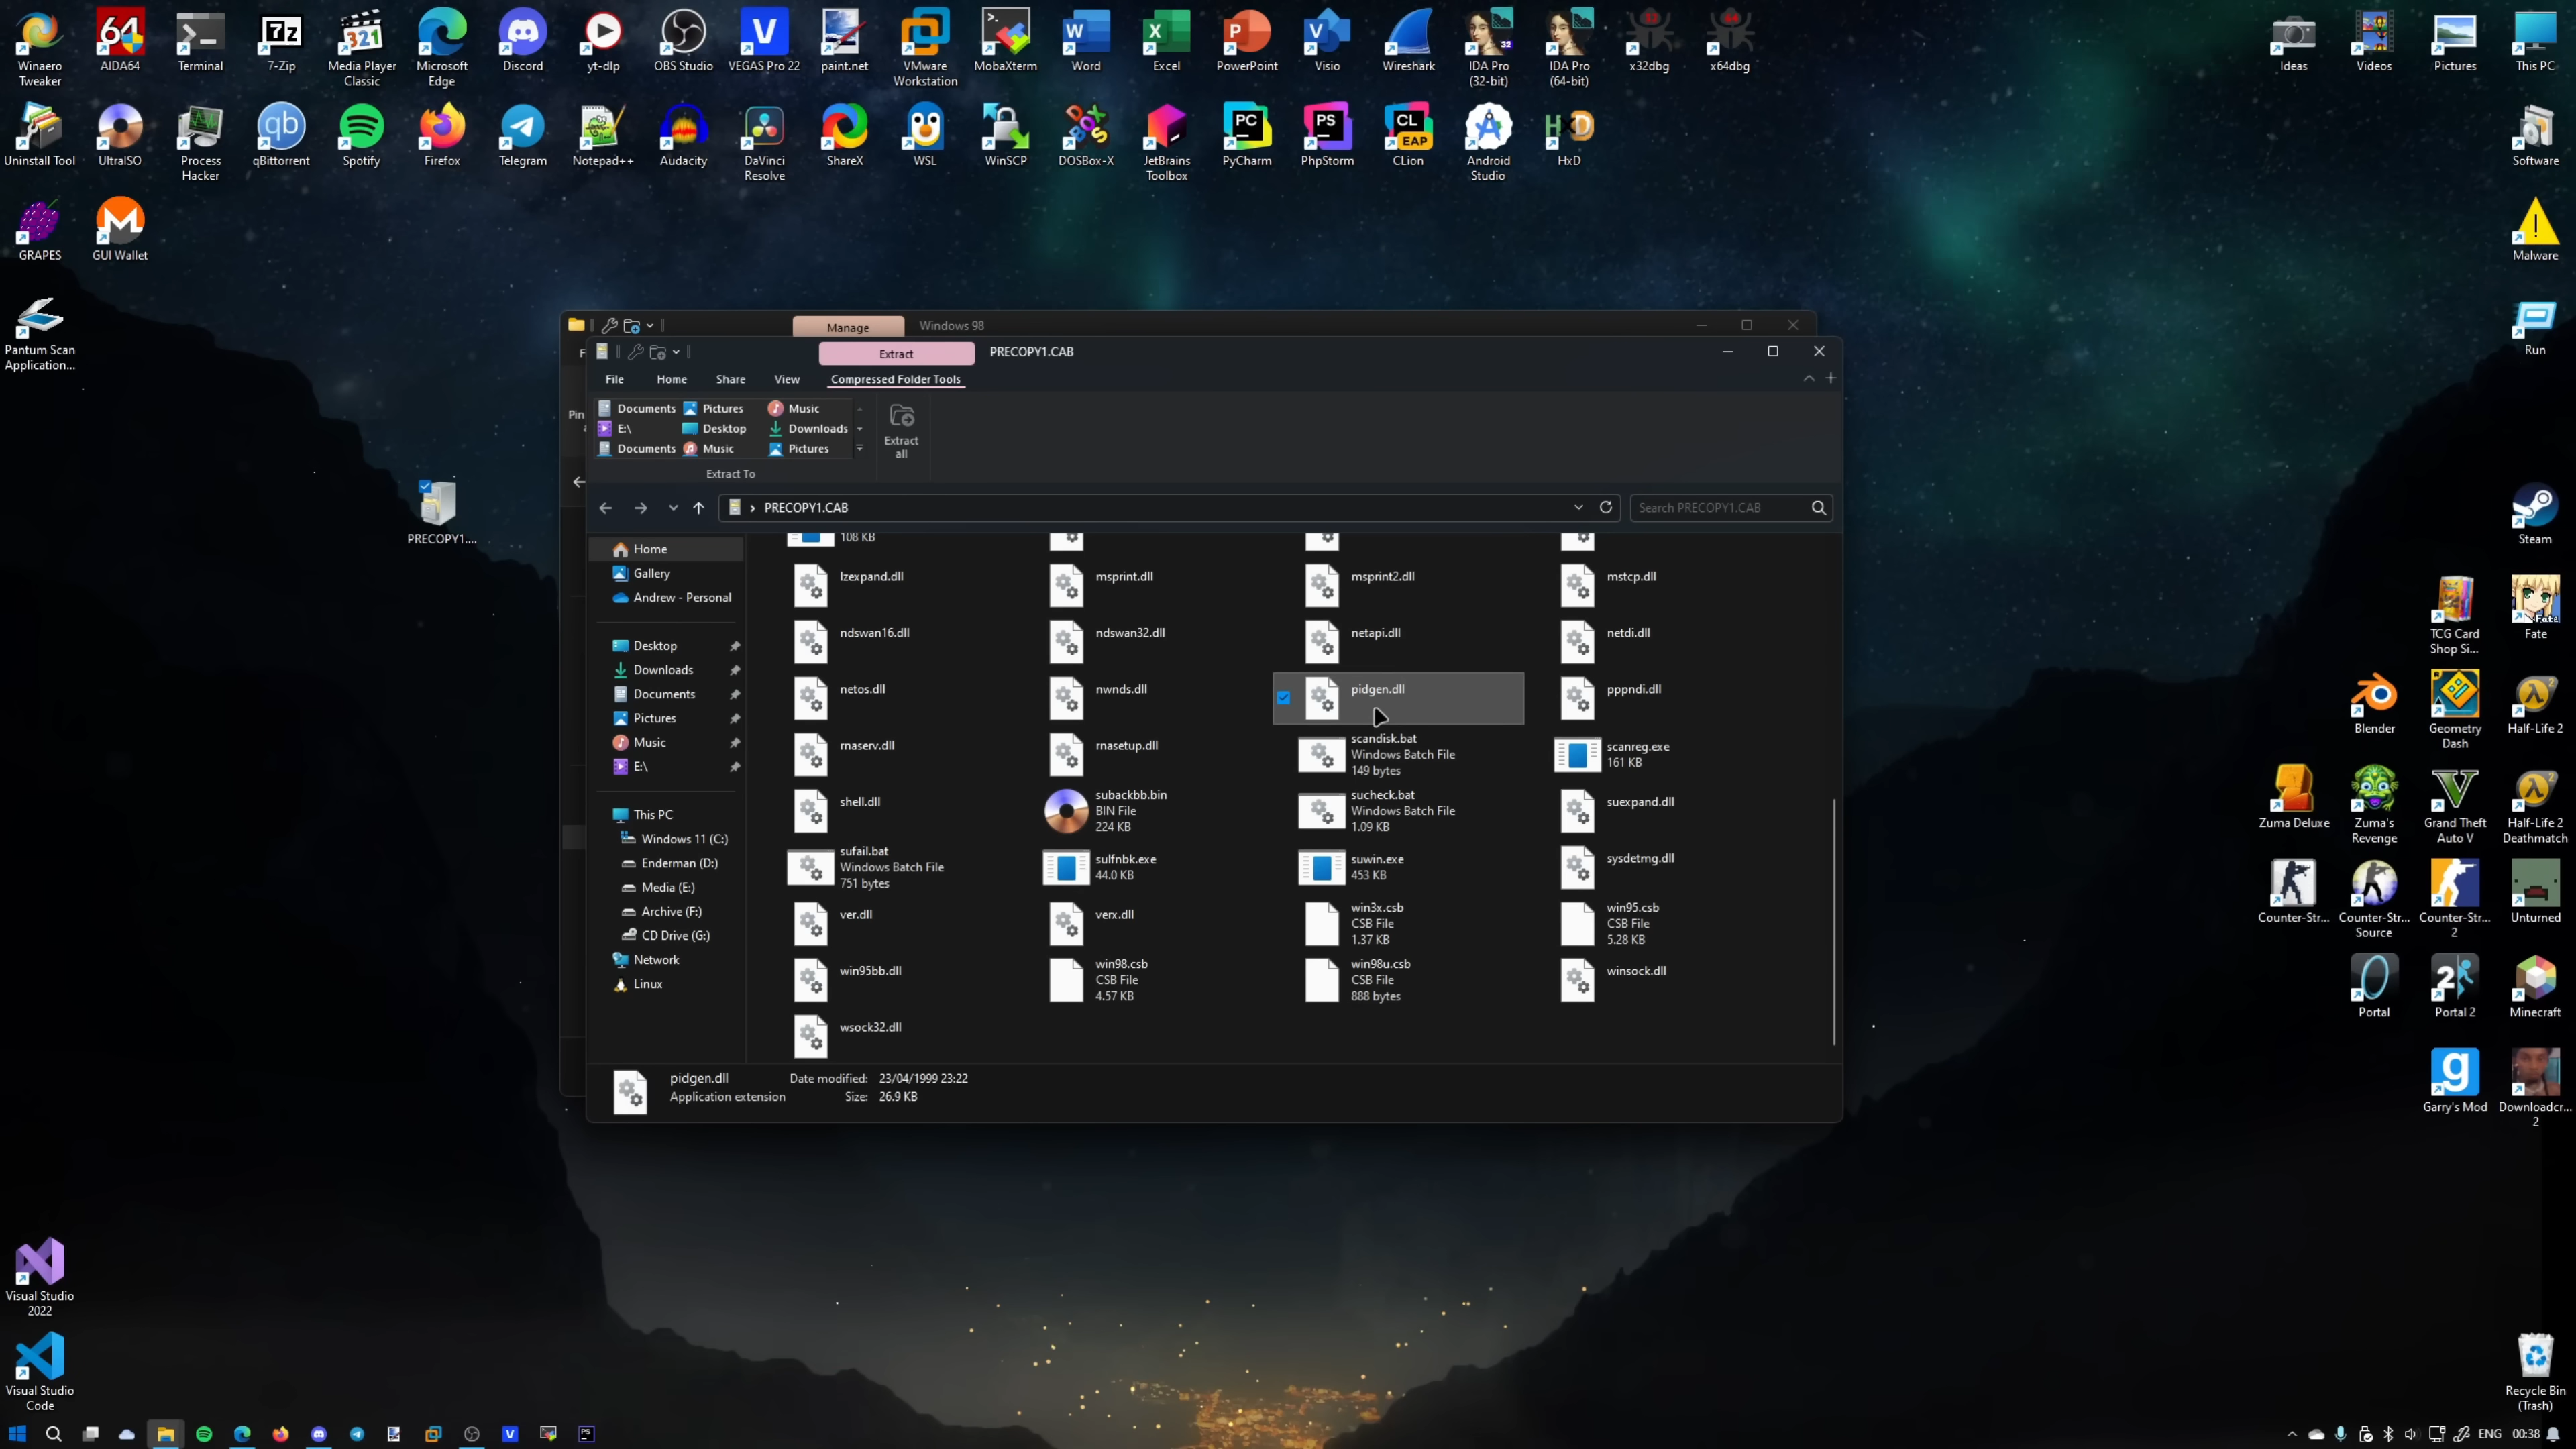 Winaero Tweaker
AIDA64
Terminal
7-Zip
Media Player Classic
Microsoft Edge
Discord
yt-dlp
OBS Studio
VEGAS Pro 22
paint.net
VMware Workstation
MobaXterm
Word
Excel
PowerPoint
Visio
Wireshark
IDA Pro (32-bit)
IDA Pro (64-bit)
x32dbg
x64dbg
Ideas
Videos
Pictures
This PC
Uninstall Tool
UltraISO
Process Hacker
qBittorrent
Spotify
Firefox
Telegram
Notepad++
Audacity
DaVinci Resolve
ShareX
WSL
WinSCP
DOSBox-X
JetBrains Toolbox
PyCharm
PhpStorm
CLion
Android Studio
HxD
Software
GRAPES
GUI Wallet
Malware
Pantum Scan Application...
Run
PRECOPY1....
Manage
Windows 98
Extract
PRECOPY1.CAB
File
Home
Share
View
Compressed Folder Tools
Documents
Pictures
Music
E:\
Desktop
Downloads
Documents
Music
Pictures
Extract all
Extract To
PRECOPY1.CAB
Search PRECOPY1.CAB
Home
Gallery
Andrew - Personal
Desktop
Downloads
Documents
Pictures
Music
E:\
This PC
Windows 11 (C:)
Enderman (D:)
Media (E:)
Archive (F:)
CD Drive (G:)
Network
Linux
108 KB
lzexpand.dll
msprint.dll
msprint2.dll
mstcp.dll
ndswan16.dll
ndswan32.dll
netapi.dll
netdi.dll
netos.dll
nwnds.dll
pidgen.dll
pppndi.dll
rnaserv.dll
rnasetup.dll
scandisk.bat
Windows Batch File
149 bytes
scanreg.exe
161 KB
shell.dll
subackbb.bin
BIN File
224 KB
sucheck.bat
Windows Batch File
1.09 KB
suexpand.dll
sufail.bat
Windows Batch File
751 bytes
sulfnbk.exe
44.0 KB
suwin.exe
453 KB
sysdetmg.dll
ver.dll
verx.dll
win3x.csb
CSB File
1.37 KB
win95.csb
CSB File
5.28 KB
win95bb.dll
win98.csb
CSB File
4.57 KB
win98u.csb
CSB File
888 bytes
winsock.dll
wsock32.dll
pidgen.dll
Application extension
Date modified: 23/04/1999 23:22
Size: 26.9 KB
Steam
TCG Card Shop Si...
Fate
Blender
Geometry Dash
Half-Life 2
Zuma Deluxe
Zuma's Revenge
Grand Theft Auto V
Half-Life 2 Deathmatch
Counter-Str...
Counter-Str... Source
Counter-Str... 2
Unturned
Portal
Portal 2
Minecraft
Garry's Mod
Downloadcr... 2
Visual Studio 2022
Visual Studio Code
Recycle Bin (Trash)
ENG
00:38